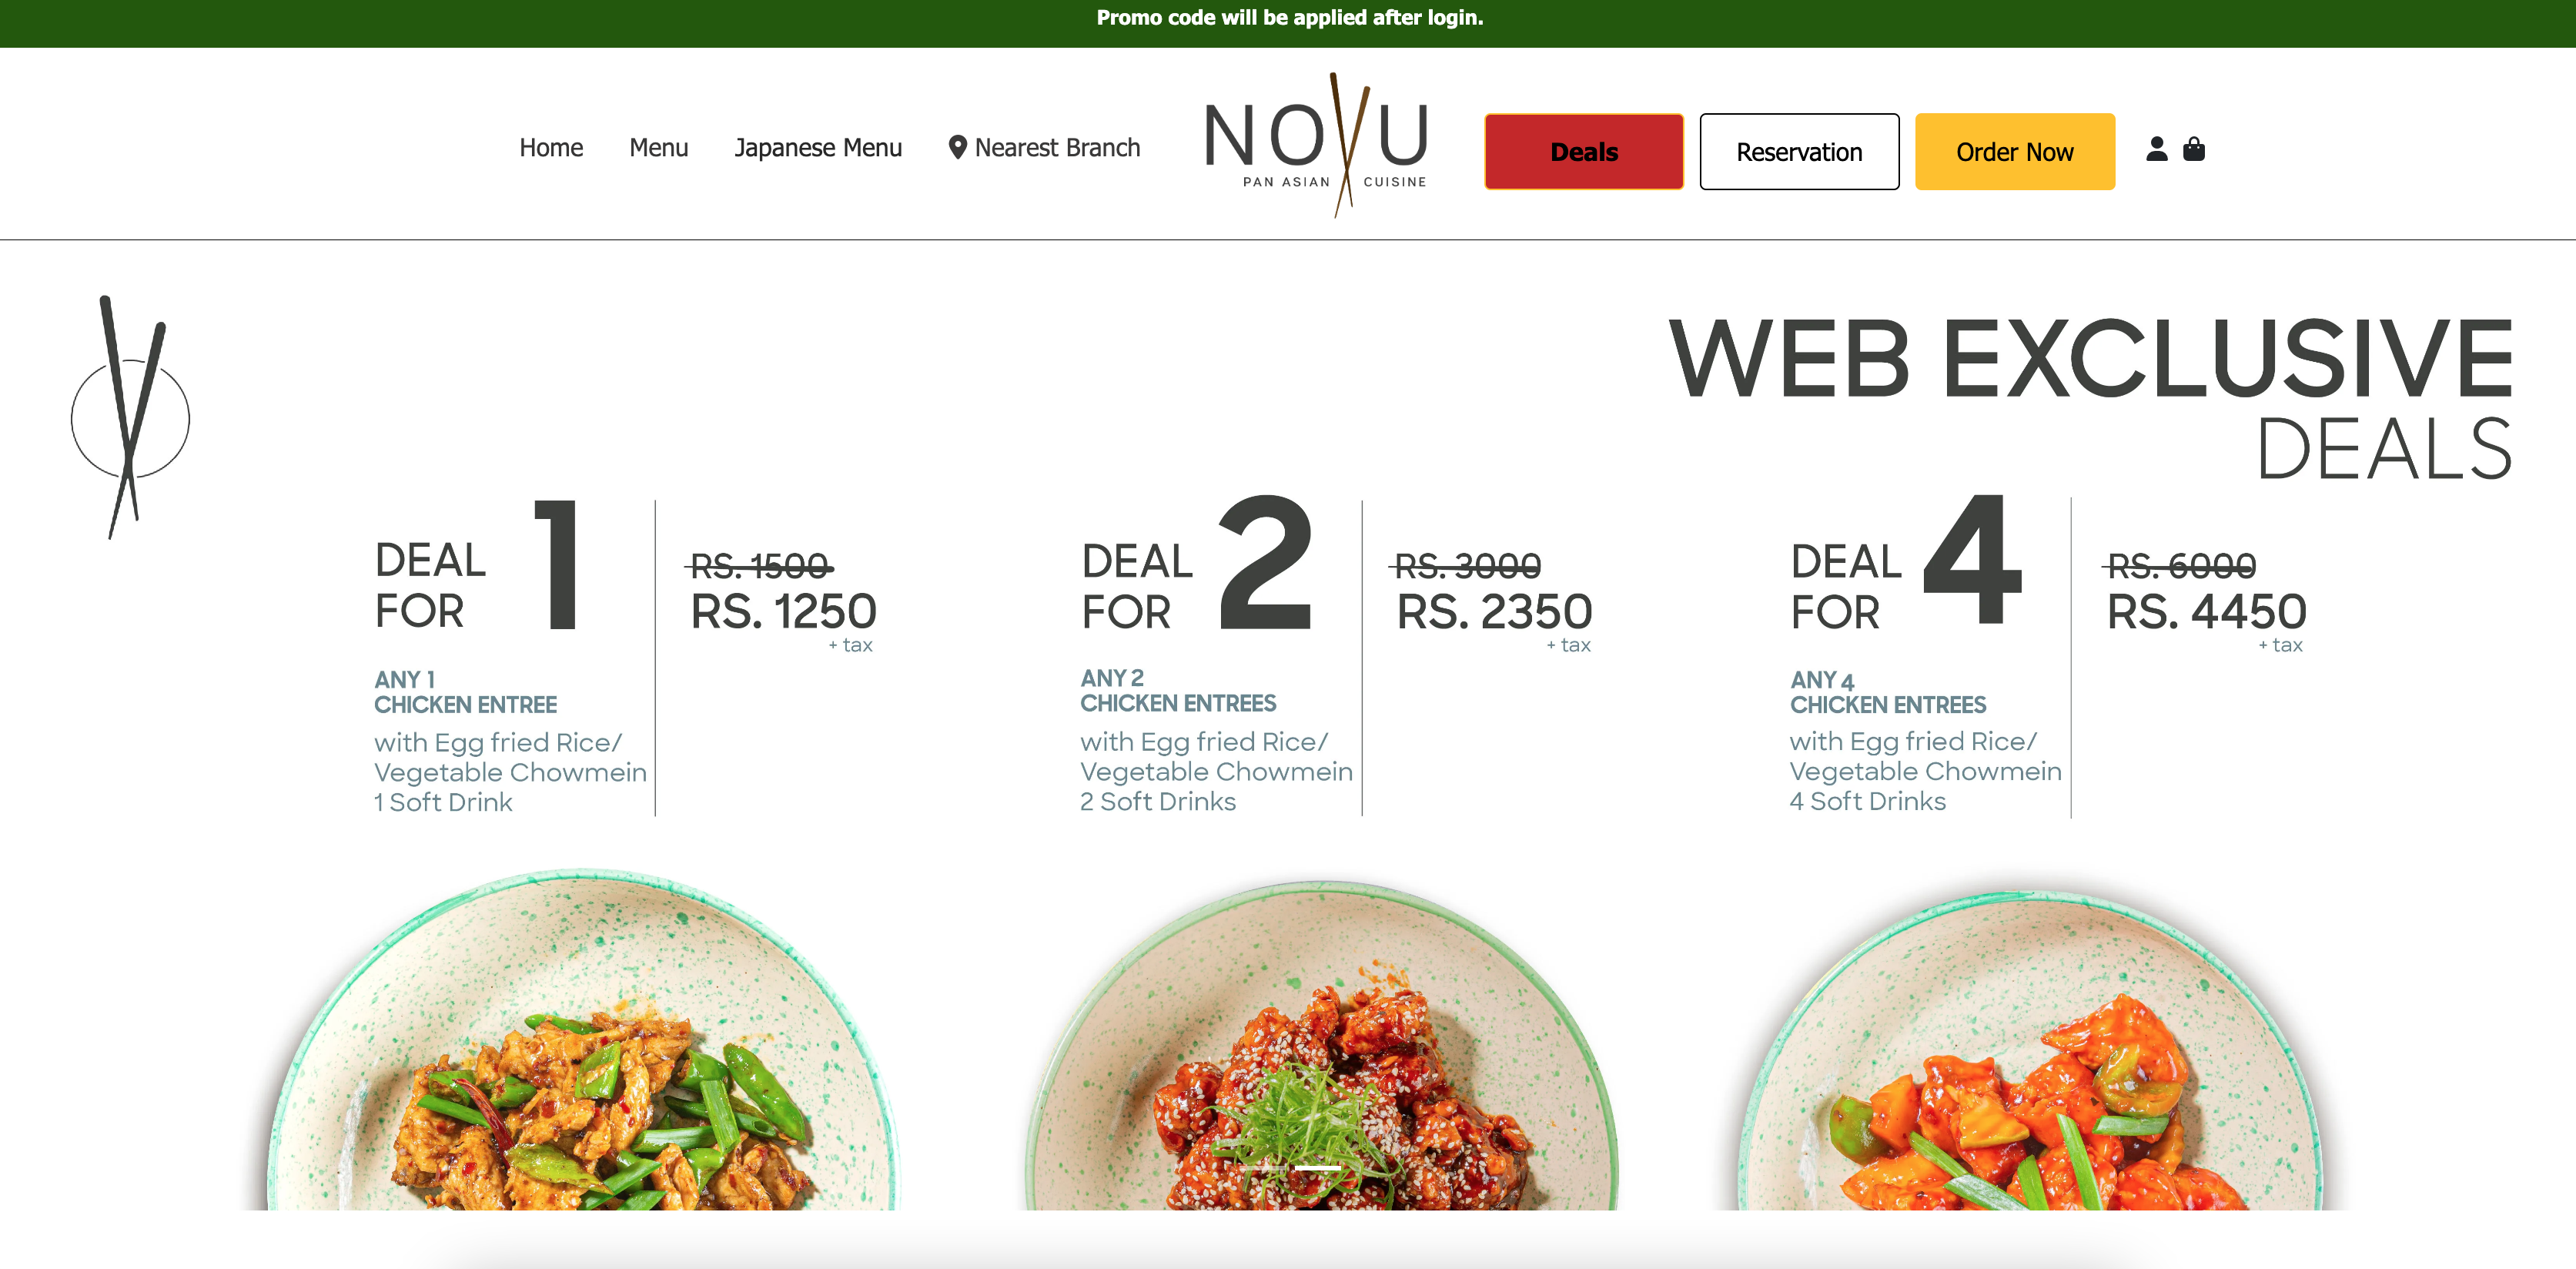 Promo code will be applied after login.
Home
Menu
Japanese Menu
Nearest Branch
NOVU
PAN ASIAN CUISINE
Deals
Reservation
Order Now
WEB EXCLUSIVE
DEALS
DEAL
FOR
1
RS. 1500
RS. 1250
+ tax
ANY 1
CHICKEN ENTREE
with Egg fried Rice/
Vegetable Chowmein
1 Soft Drink
DEAL
FOR
2
RS. 3000
RS. 2350
+ tax
ANY 2
CHICKEN ENTREES
with Egg fried Rice/
Vegetable Chowmein
2 Soft Drinks
DEAL
FOR
4
RS. 6000
RS. 4450
+ tax
ANY 4
CHICKEN ENTREES
with Egg fried Rice/
Vegetable Chowmein
4 Soft Drinks